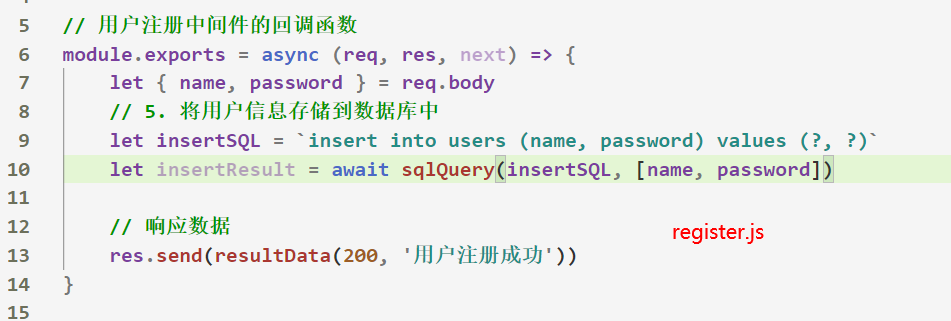 5 // 用户注册中间件的回调函数
6 module.exports = async (req, res, next) => {
7 let { name, password } = req.body
8 // 5. 将用户信息存储到数据库中
9 let insertSQL = `insert into users (name, password) values (?, ?)`
10 let insertResult = await sqlQuery(insertSQL, [name, password])
11
12 // 响应数据
register.js
13 res.send(resultData(200, '用户注册成功'))
14 }
15